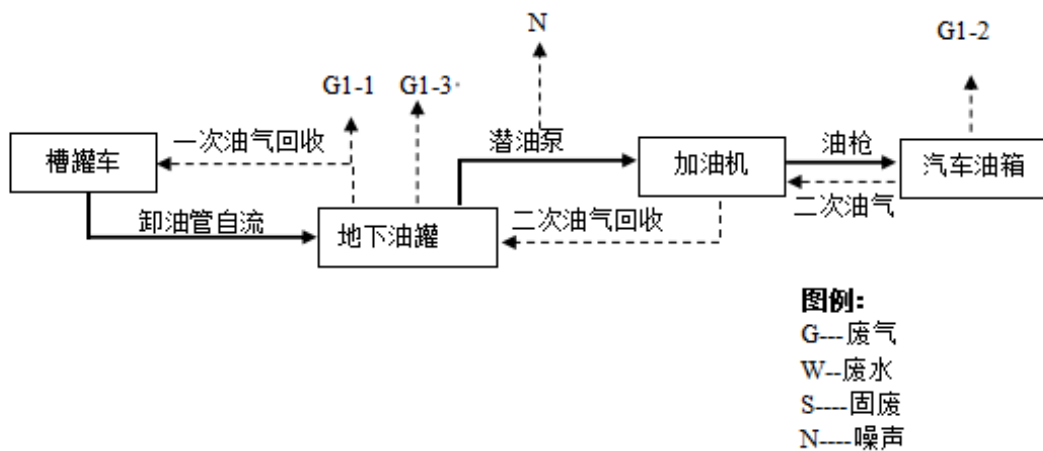 N
G1-2
G1-1
G1-3
一次油气回收
潜油泵
油枪
槽罐车
加油机
汽车油箱
二次油气
卸油管自流
地下油罐
二次油气回收
图例:
G---废气
W--废水
S----固废
N----噪声